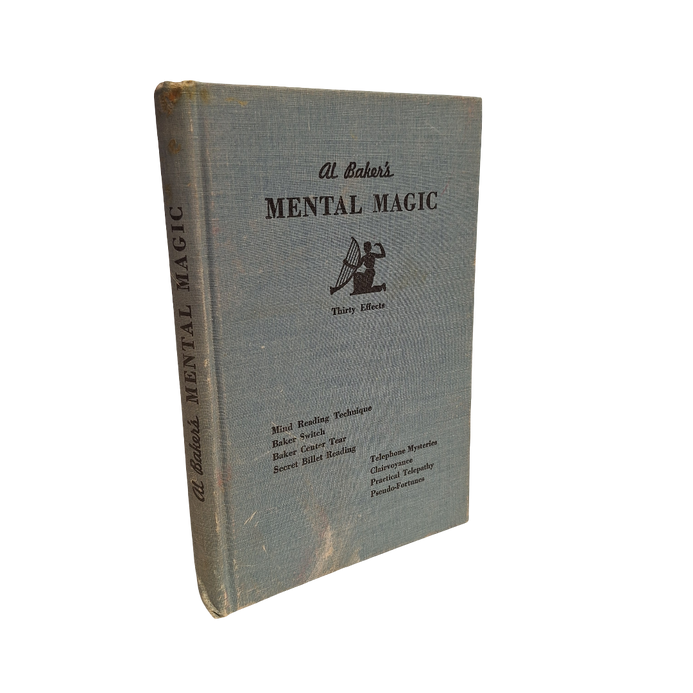 Al Baker's
MENTAL MAGIC
Thirty Effects
Mind Reading Technique
Baker Switch
Baker Center Tear
Secret Billet Reading
Telephone Mysteries
Clairvoyance
Practical Telepathy
Pseudo-Fortunes
Al Baker's MENTAL MAGIC